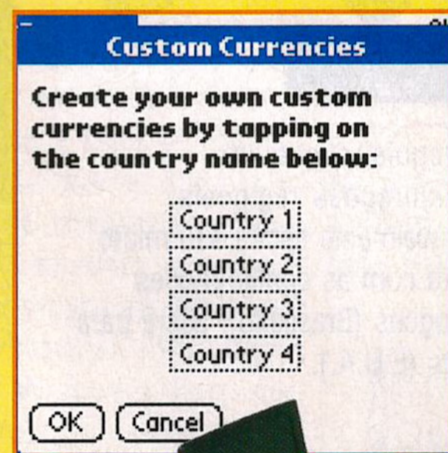 Custom Currencies
Create your own custom
currencies by tapping on
the country name below:
Country 1
Country 2
Country 3
Country 4
OK Cancel